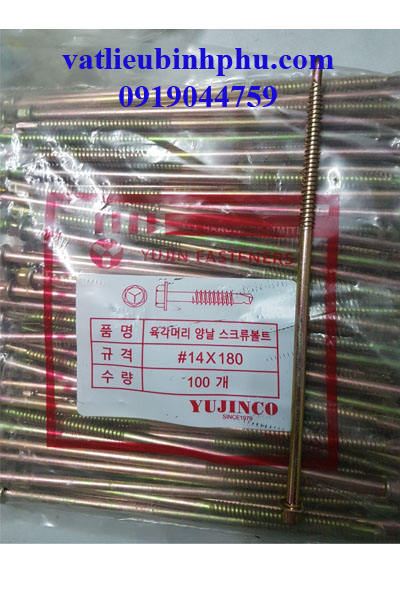 vatlieubinhphu.com
0919044759
YUJIN FASTENERS
품 명 육각머리 양날 스크류볼트
규 격 #14X180
수 량 100 개
YUJINCO
SINCE1979